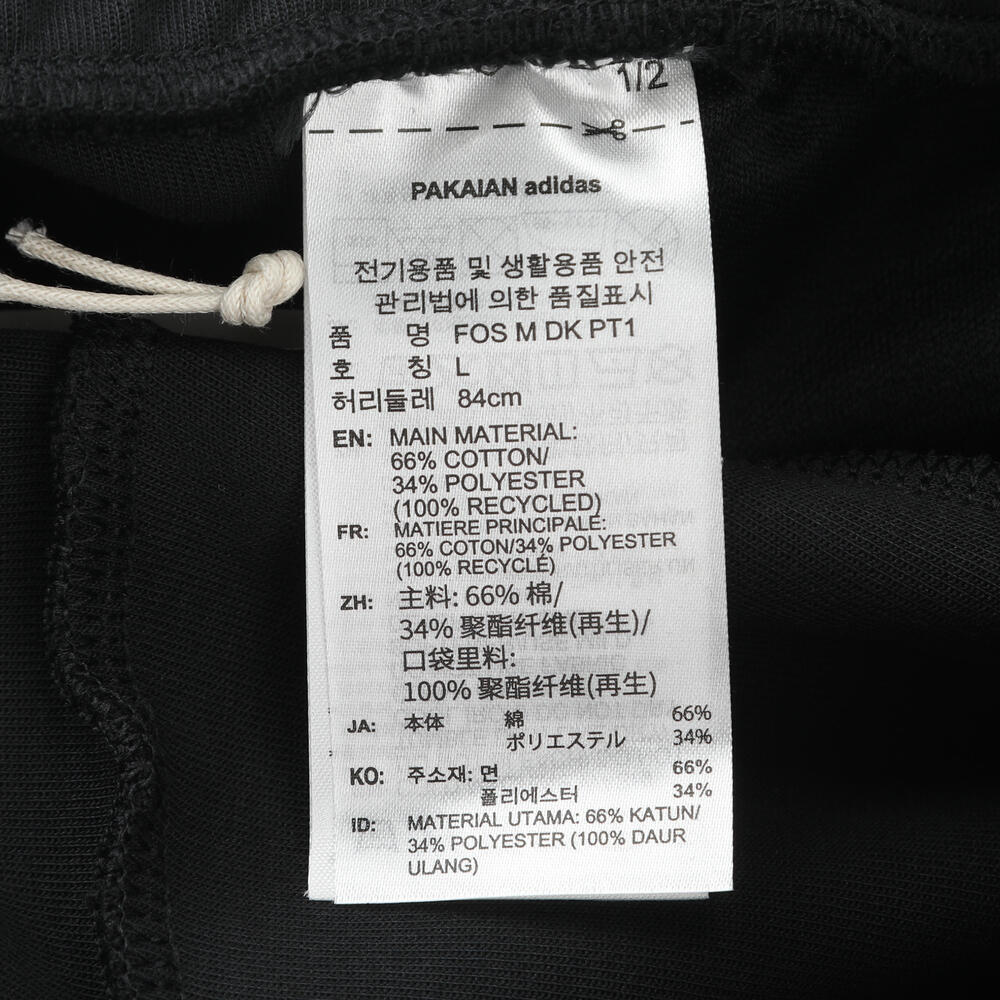 1/2
PAKAIAN adidas
전기용품 및 생활용품 안전
관리법에 의한 품질표시
품 명 FOS M DK PT1
호 칭 L
허리둘레 84cm
EN: MAIN MATERIAL:
66% COTTON/
34% POLYESTER
(100% RECYCLED)
FR: MATIERE PRINCIPALE:
66% COTON/34% POLYESTER
(100% RECYCLÉ)
ZH: 主料: 66% 棉/
34% 聚酯纤维(再生)/
口袋里料:
100% 聚酯纤维(再生)
JA: 本体 綿 66%
ポリエステル 34%
KO: 주소재: 면 66%
폴리에스터 34%
ID: MATERIAL UTAMA: 66% KATUN/
34% POLYESTER (100% DAUR
ULANG)